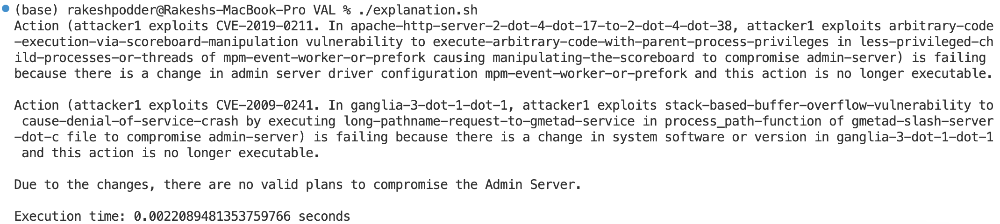 (base) rakeshpodder@Rakeshs-MacBook-Pro VAL % ./explanation.sh
Action (attacker1 exploits CVE-2019-0211. In apache-http-server-2-dot-4-dot-17-to-2-dot-4-dot-38, attacker1 exploits arbitrary-code
-execution-via-scoreboard-manipulation vulnerability to execute-arbitrary-code-with-parent-process-privileges in less-privileged-ch
ild-processes-or-threads of mpm-event-worker-or-prefork causing manipulating-the-scoreboard to compromise admin-server) is failing
because there is a change in admin server driver configuration mpm-event-worker-or-prefork and this action is no longer executable.
Action (attacker1 exploits CVE-2009-0241. In ganglia-3-dot-1-dot-1, attacker1 exploits stack-based-buffer-overflow-vulnerability to
cause-denial-of-service-crash by executing long-pathname-request-to-gmetad-service in process_path-function of gmetad-slash-server
-dot-c file to compromise admin-server) is failing because there is a change in system software or version in ganglia-3-dot-1-dot-1
and this action is no longer executable.
Due to the changes, there are no valid plans to compromise the Admin Server.
Execution time: 0.0022089481353759766 seconds